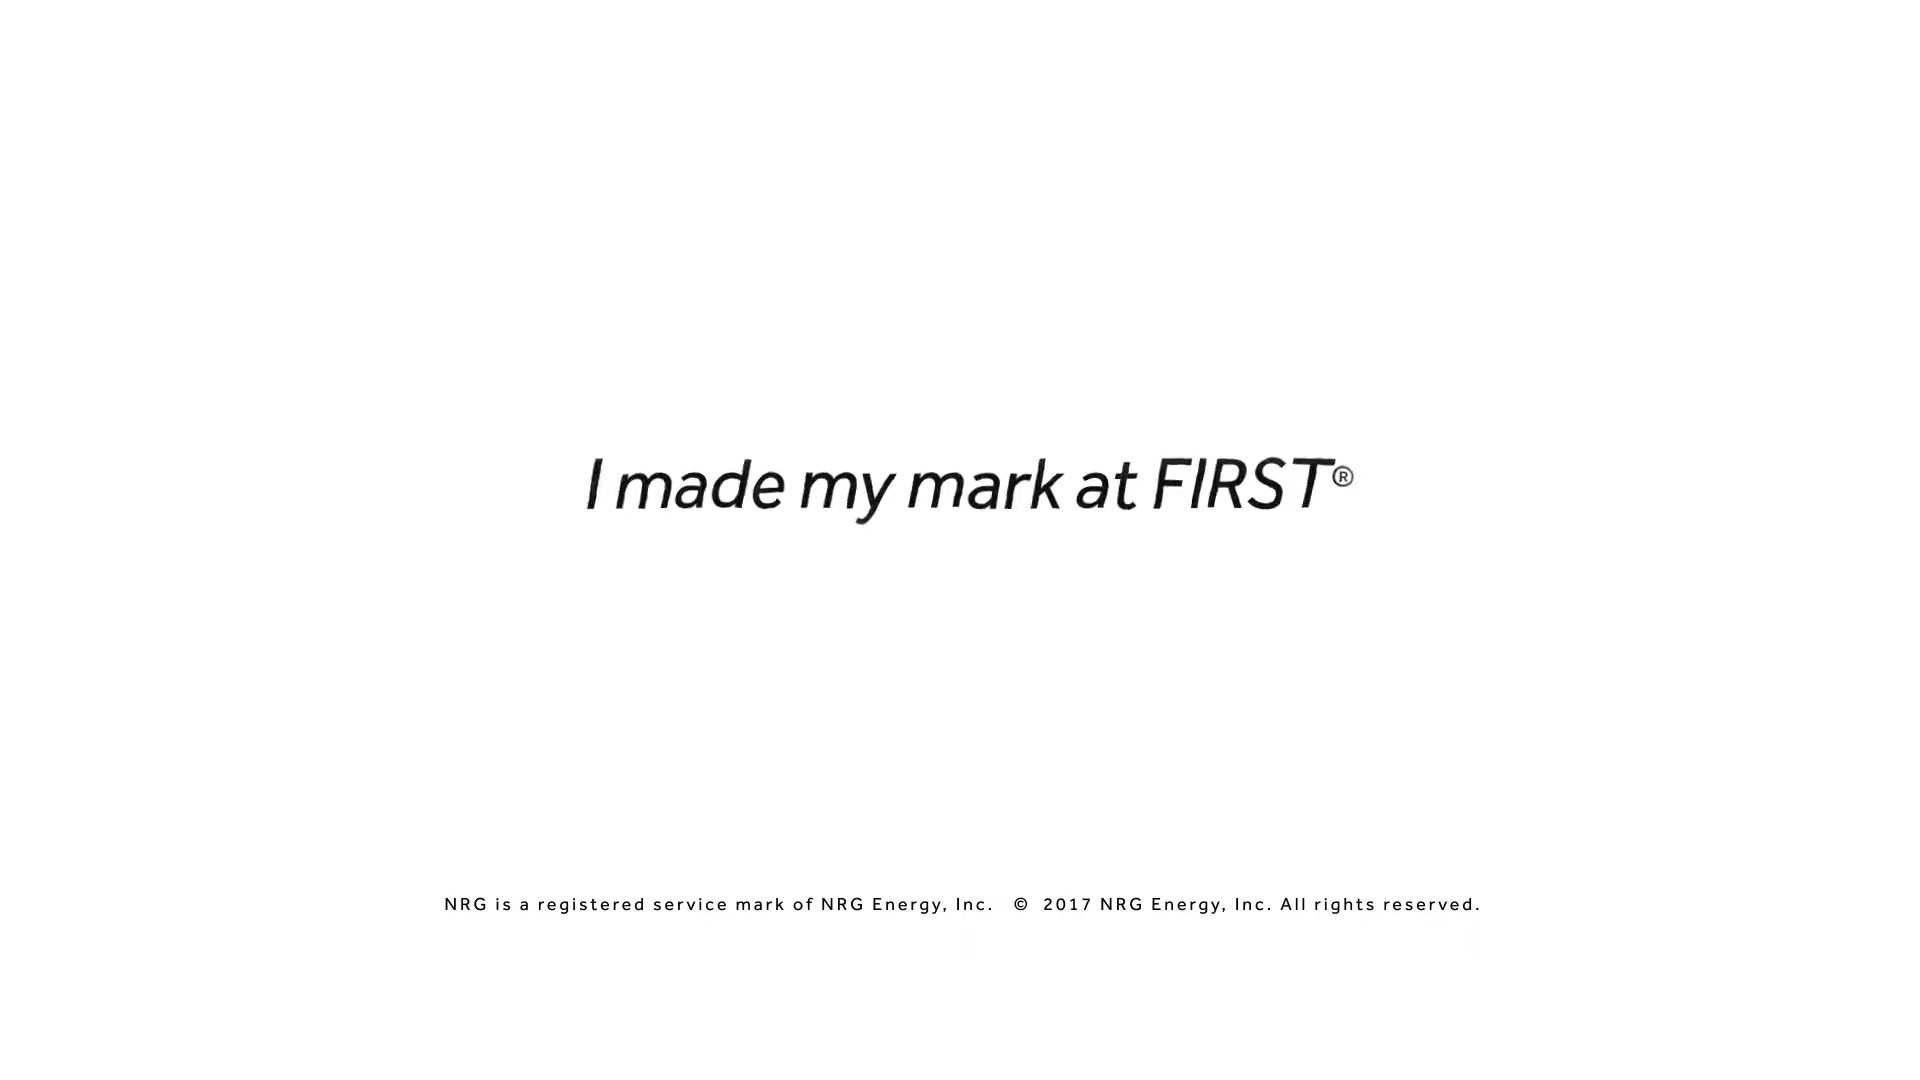 I made my mark at FIRST®
NRG is a registered service mark of NRG Energy, Inc. © 2017 NRG Energy, Inc. All rights reserved.